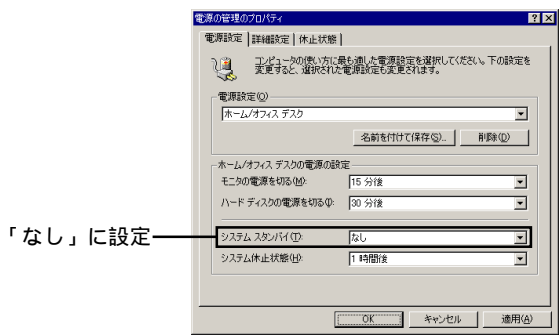 電源の管理のプロパティ
電源設定 詳細設定 休止状態
コンピュータの使い方に最も適した電源設定を選択してください。下の設定を
変更すると、選択された電源設定も変更されます。
電源設定(O)
ホーム/オフィス デスク
名前を付けて保存(S)... 削除(D)
ホーム/オフィス デスクの電源の設定
モニタの電源を切る(M): 15 分後
ハード ディスクの電源を切る(I): 30 分後
「なし」に設定
システム スタンバイ(T): なし
システム休止状態(H): 1 時間後
OK キャンセル 適用(A)